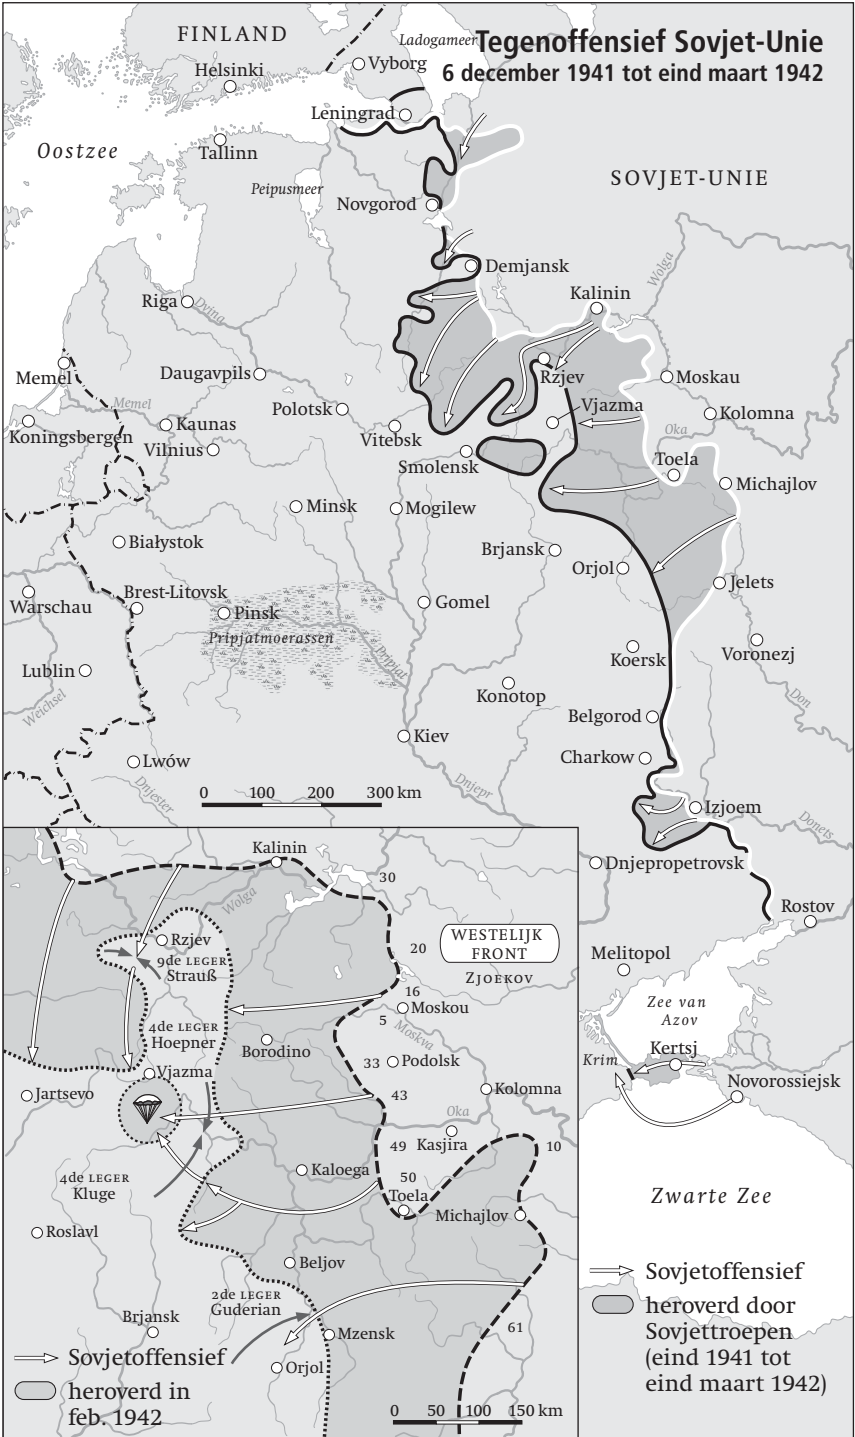 Tegenoffensief Sovjet-Unie
6 december 1941 tot eind maart 1942
FINLAND
Ladogameer
Helsinki
Vyborg
Leningrad
Oostzee
Tallinn
Peipusmeer
SOVJET-UNIE
Novgorod
Demjansk
Wolga
Kalinin
Riga
Dvina
Memel
Daugavpils
Rzjev
Moskau
Memel
Polotsk
Vjazma
Kolomna
Koningsbergen
Kaunas
Vitebsk
Oka
Vilnius
Smolensk
Toela
Michajlov
Minsk
Mogilew
Białystok
Brjansk
Orjol
Jelets
Warschau
Brest-Litovsk
Pinsk
Gomel
Pripjatmoerassen
Pripjat
Koersk
Voronezj
Lublin
Weichsel
Konotop
Don
Belgorod
Kiev
Charkow
Lwów
Dnjester
Dnjepr
0 100 200 300 km
Izjoem
Donets
Dnjepropetrovsk
Rostov
Melitopol
Zee van
Azov
Krim
Kertsj
Novorossiejsk
Zwarte Zee
Sovjetoffensief
heroverd door
Sovjettroepen
(eind 1941 tot
eind maart 1942)
Kalinin
30
Wolga
Rzjev
20
WESTELIJK
FRONT
ZJOEKOV
9de LEGER
Strauß
16
Moskou
4de LEGER
Hoepner
5
Moskva
Borodino
33
Podolsk
Vjazma
Jartsevo
43
Kolomna
Oka
49
Kasjira
10
Kaloega
50
4de LEGER
Kluge
Toela
Michajlov
Roslavl
Beljov
2de LEGER
Guderian
Brjansk
Mzensk
61
Orjol
Sovjetoffensief
heroverd in
feb. 1942
0 50 100 150 km